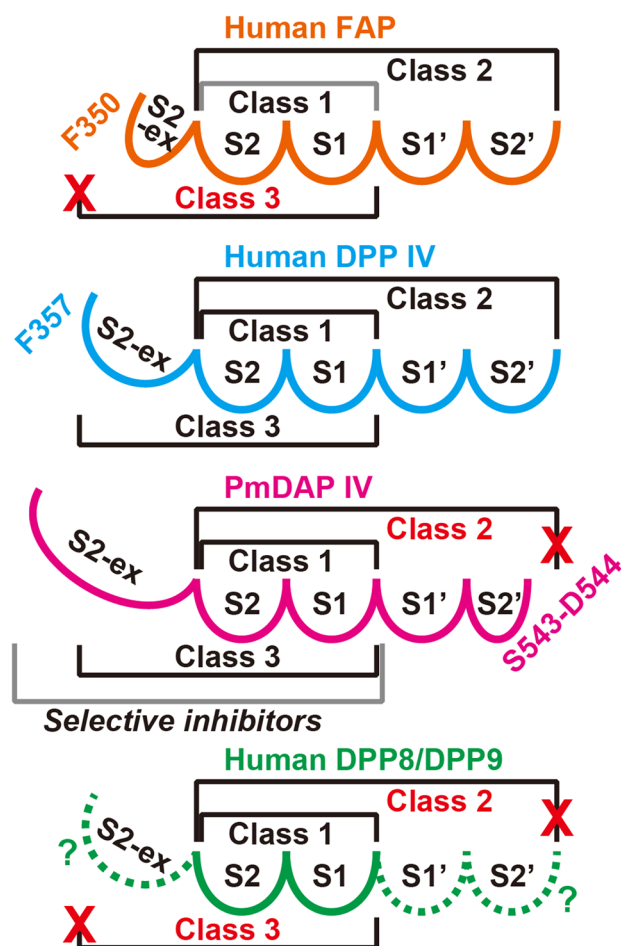 Human FAP
Class 2
Class 1
F350
S2
-ex
S2
S1
S1’
S2’
X
Class 3
Human DPP IV
Class 2
F357
Class 1
S2-ex
S2
S1
S1’
S2’
Class 3
PmDAP IV
Class 2
X
S2-ex
Class 1
S2
S1
S1’
S2’
S543-D544
Class 3
Selective inhibitors
Human DPP8/DPP9
Class 2
X
Class 1
?
S2-ex
S2
S1
S1’
S2’
?
X
Class 3